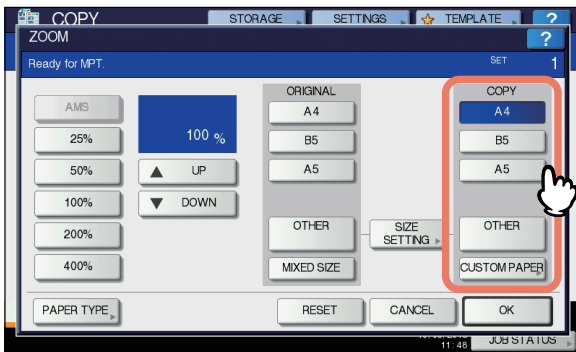 COPY STORAGE SETTINGS TEMPLATE ?
ZOOM ?
Ready for MPT. SET 1
ORIGINAL COPY
AMS A4 A4
25% 100 % B5 B5
50% UP A5 A5
100% DOWN
200% OTHER SIZE SETTING OTHER
400% MIXED SIZE CUSTOM PAPER
PAPER TYPE RESET CANCEL OK
11:48 JOB STATUS